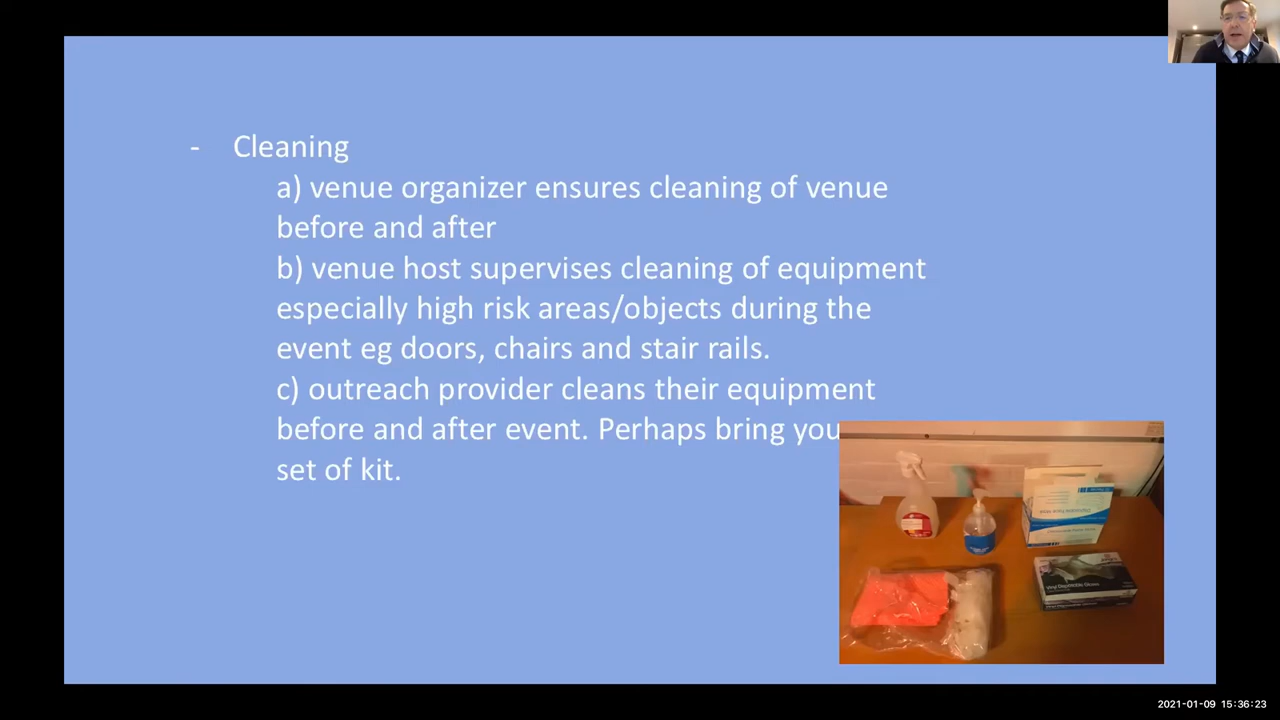 - Cleaning
a) venue organizer ensures cleaning of venue
before and after
b) venue host supervises cleaning of equipment
especially high risk areas/objects during the
event eg doors, chairs and stair rails.
c) outreach provider cleans their equipment
before and after event. Perhaps bring you
set of kit.
2021-01-09 15:36:23